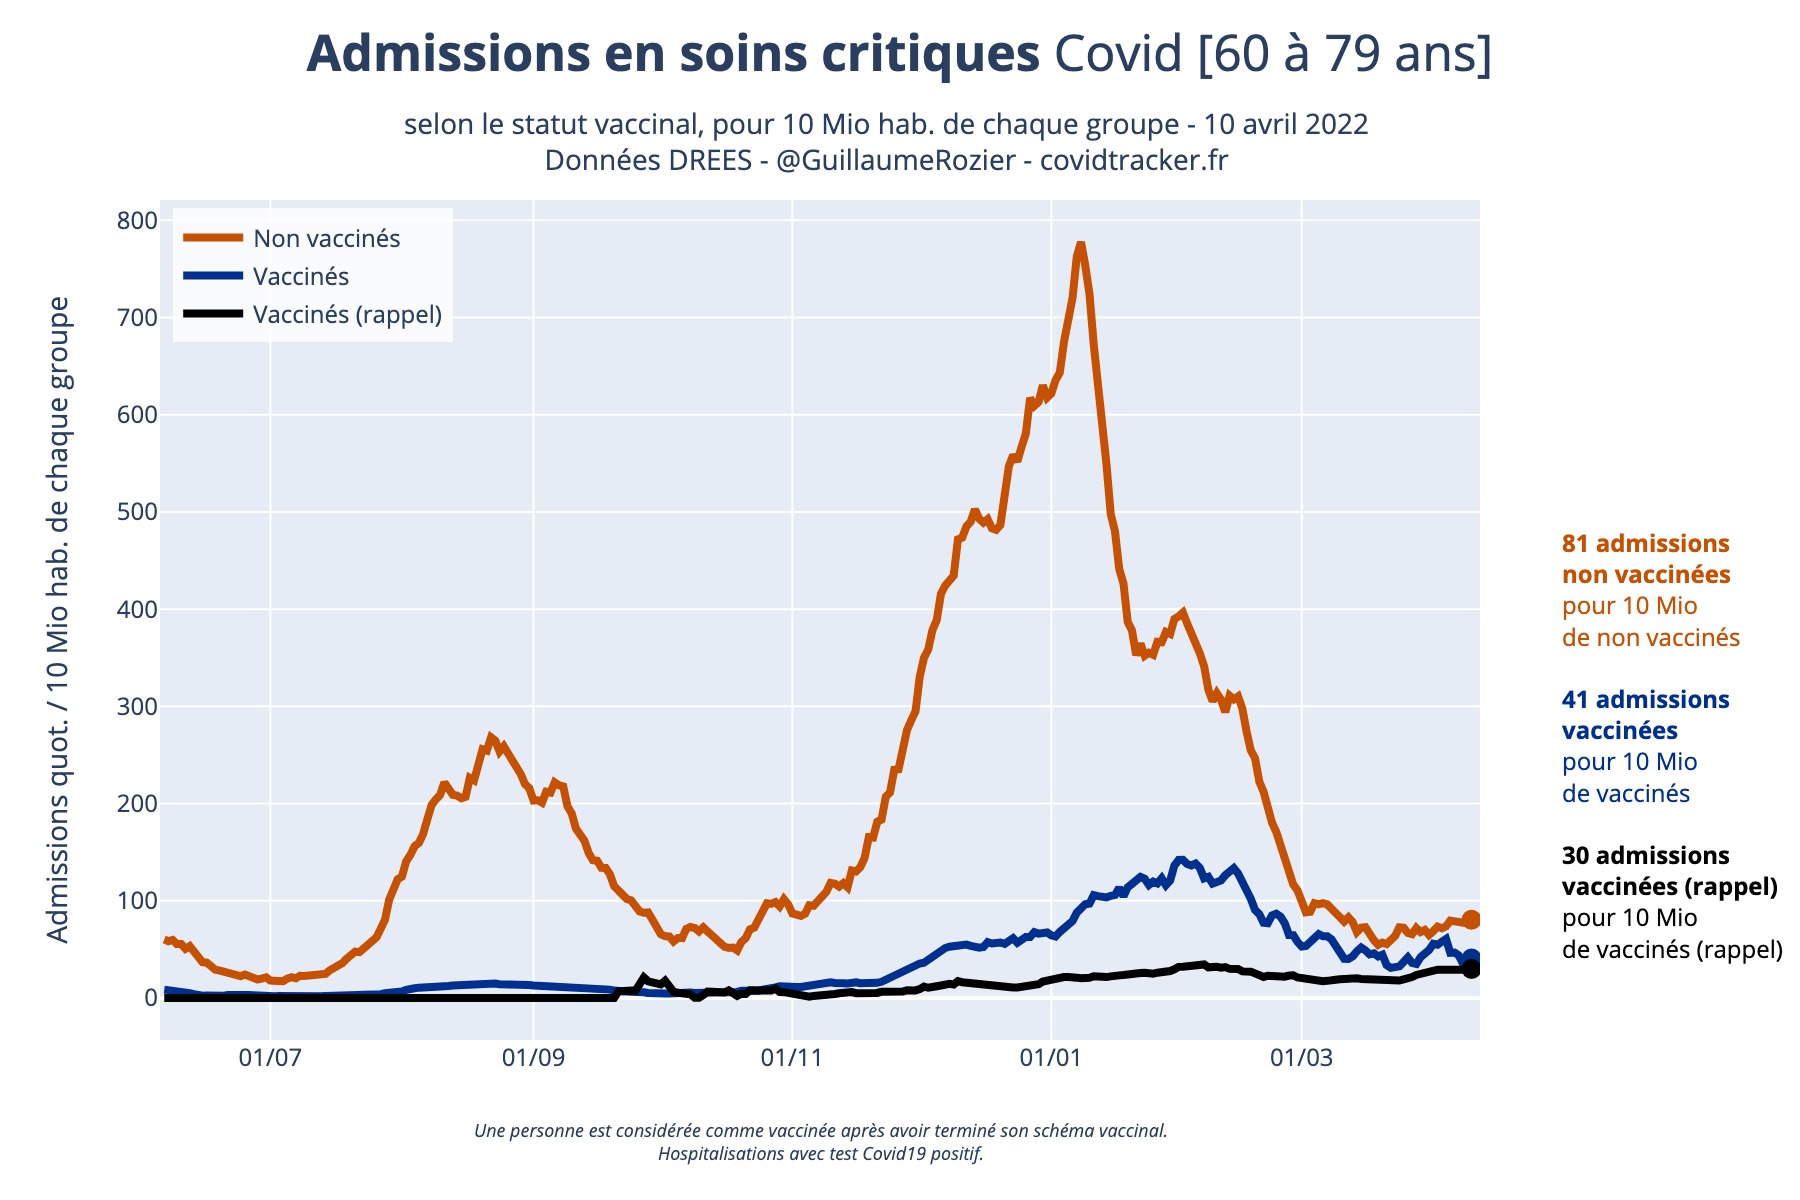 Admissions en soins critiques Covid [60 à 79 ans]
selon le statut vaccinal, pour 10 Mio hab. de chaque groupe - 10 avril 2022
Données DREES - @GuillaumeRozier - covidtracker.fr
Admissions quot. / 10 Mio hab. de chaque groupe
800
700
600
500
400
300
200
100
0
Non vaccinés
Vaccinés
Vaccinés (rappel)
01/07
01/09
01/11
01/01
01/03
81 admissions
non vaccinées
pour 10 Mio
de non vaccinés
41 admissions
vaccinées
pour 10 Mio
de vaccinés
30 admissions
vaccinées (rappel)
pour 10 Mio
de vaccinés (rappel)
Une personne est considérée comme vaccinée après avoir terminé son schéma vaccinal.
Hospitalisations avec test Covid19 positif.